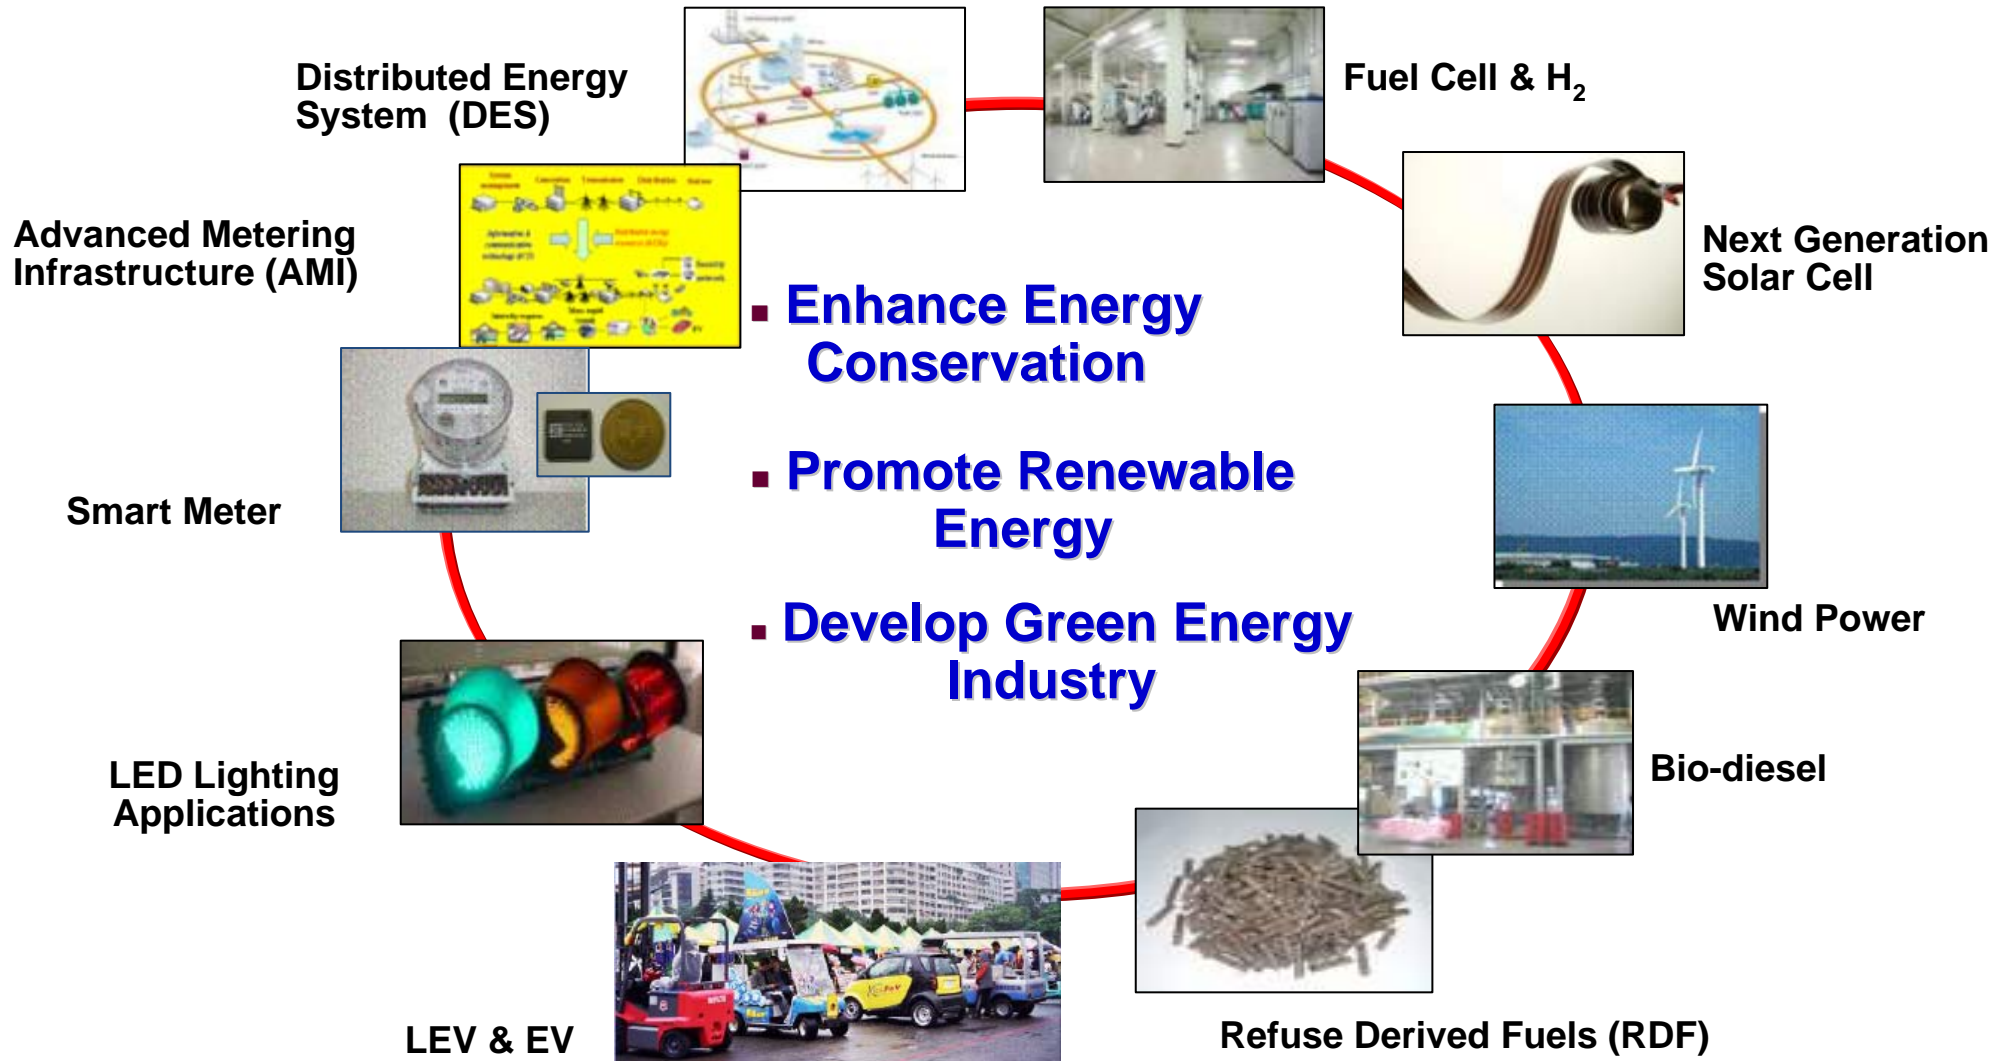 Distributed Energy
System (DES)
Fuel Cell & H₂
Advanced Metering
Infrastructure (AMI)
Next Generation
Solar Cell
▪ Enhance Energy
Conservation
Smart Meter
▪ Promote Renewable
Energy
Wind Power
▪ Develop Green Energy
Industry
LED Lighting
Applications
Bio-diesel
LEV & EV
Refuse Derived Fuels (RDF)